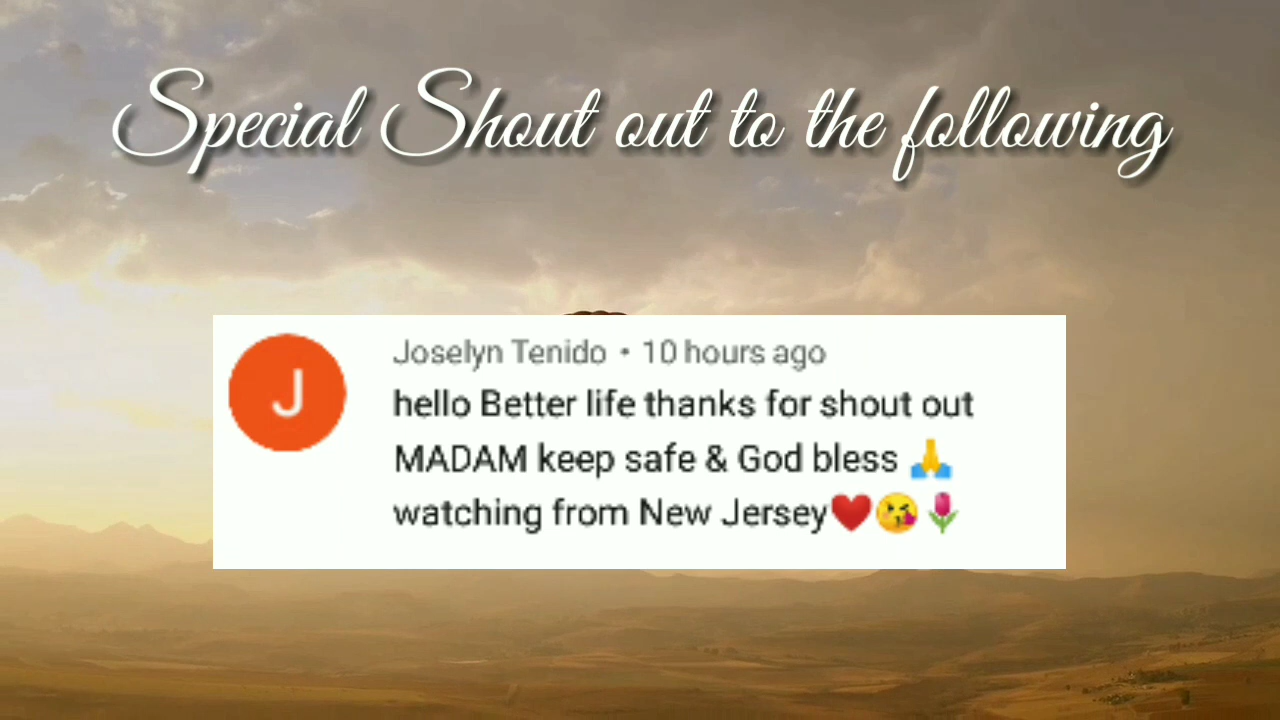 Special Shout out to the following
J
Joselyn Tenido • 10 hours ago
hello Better life thanks for shout out
MADAM keep safe & God bless 🙏
watching from New Jersey❤️😘🌷